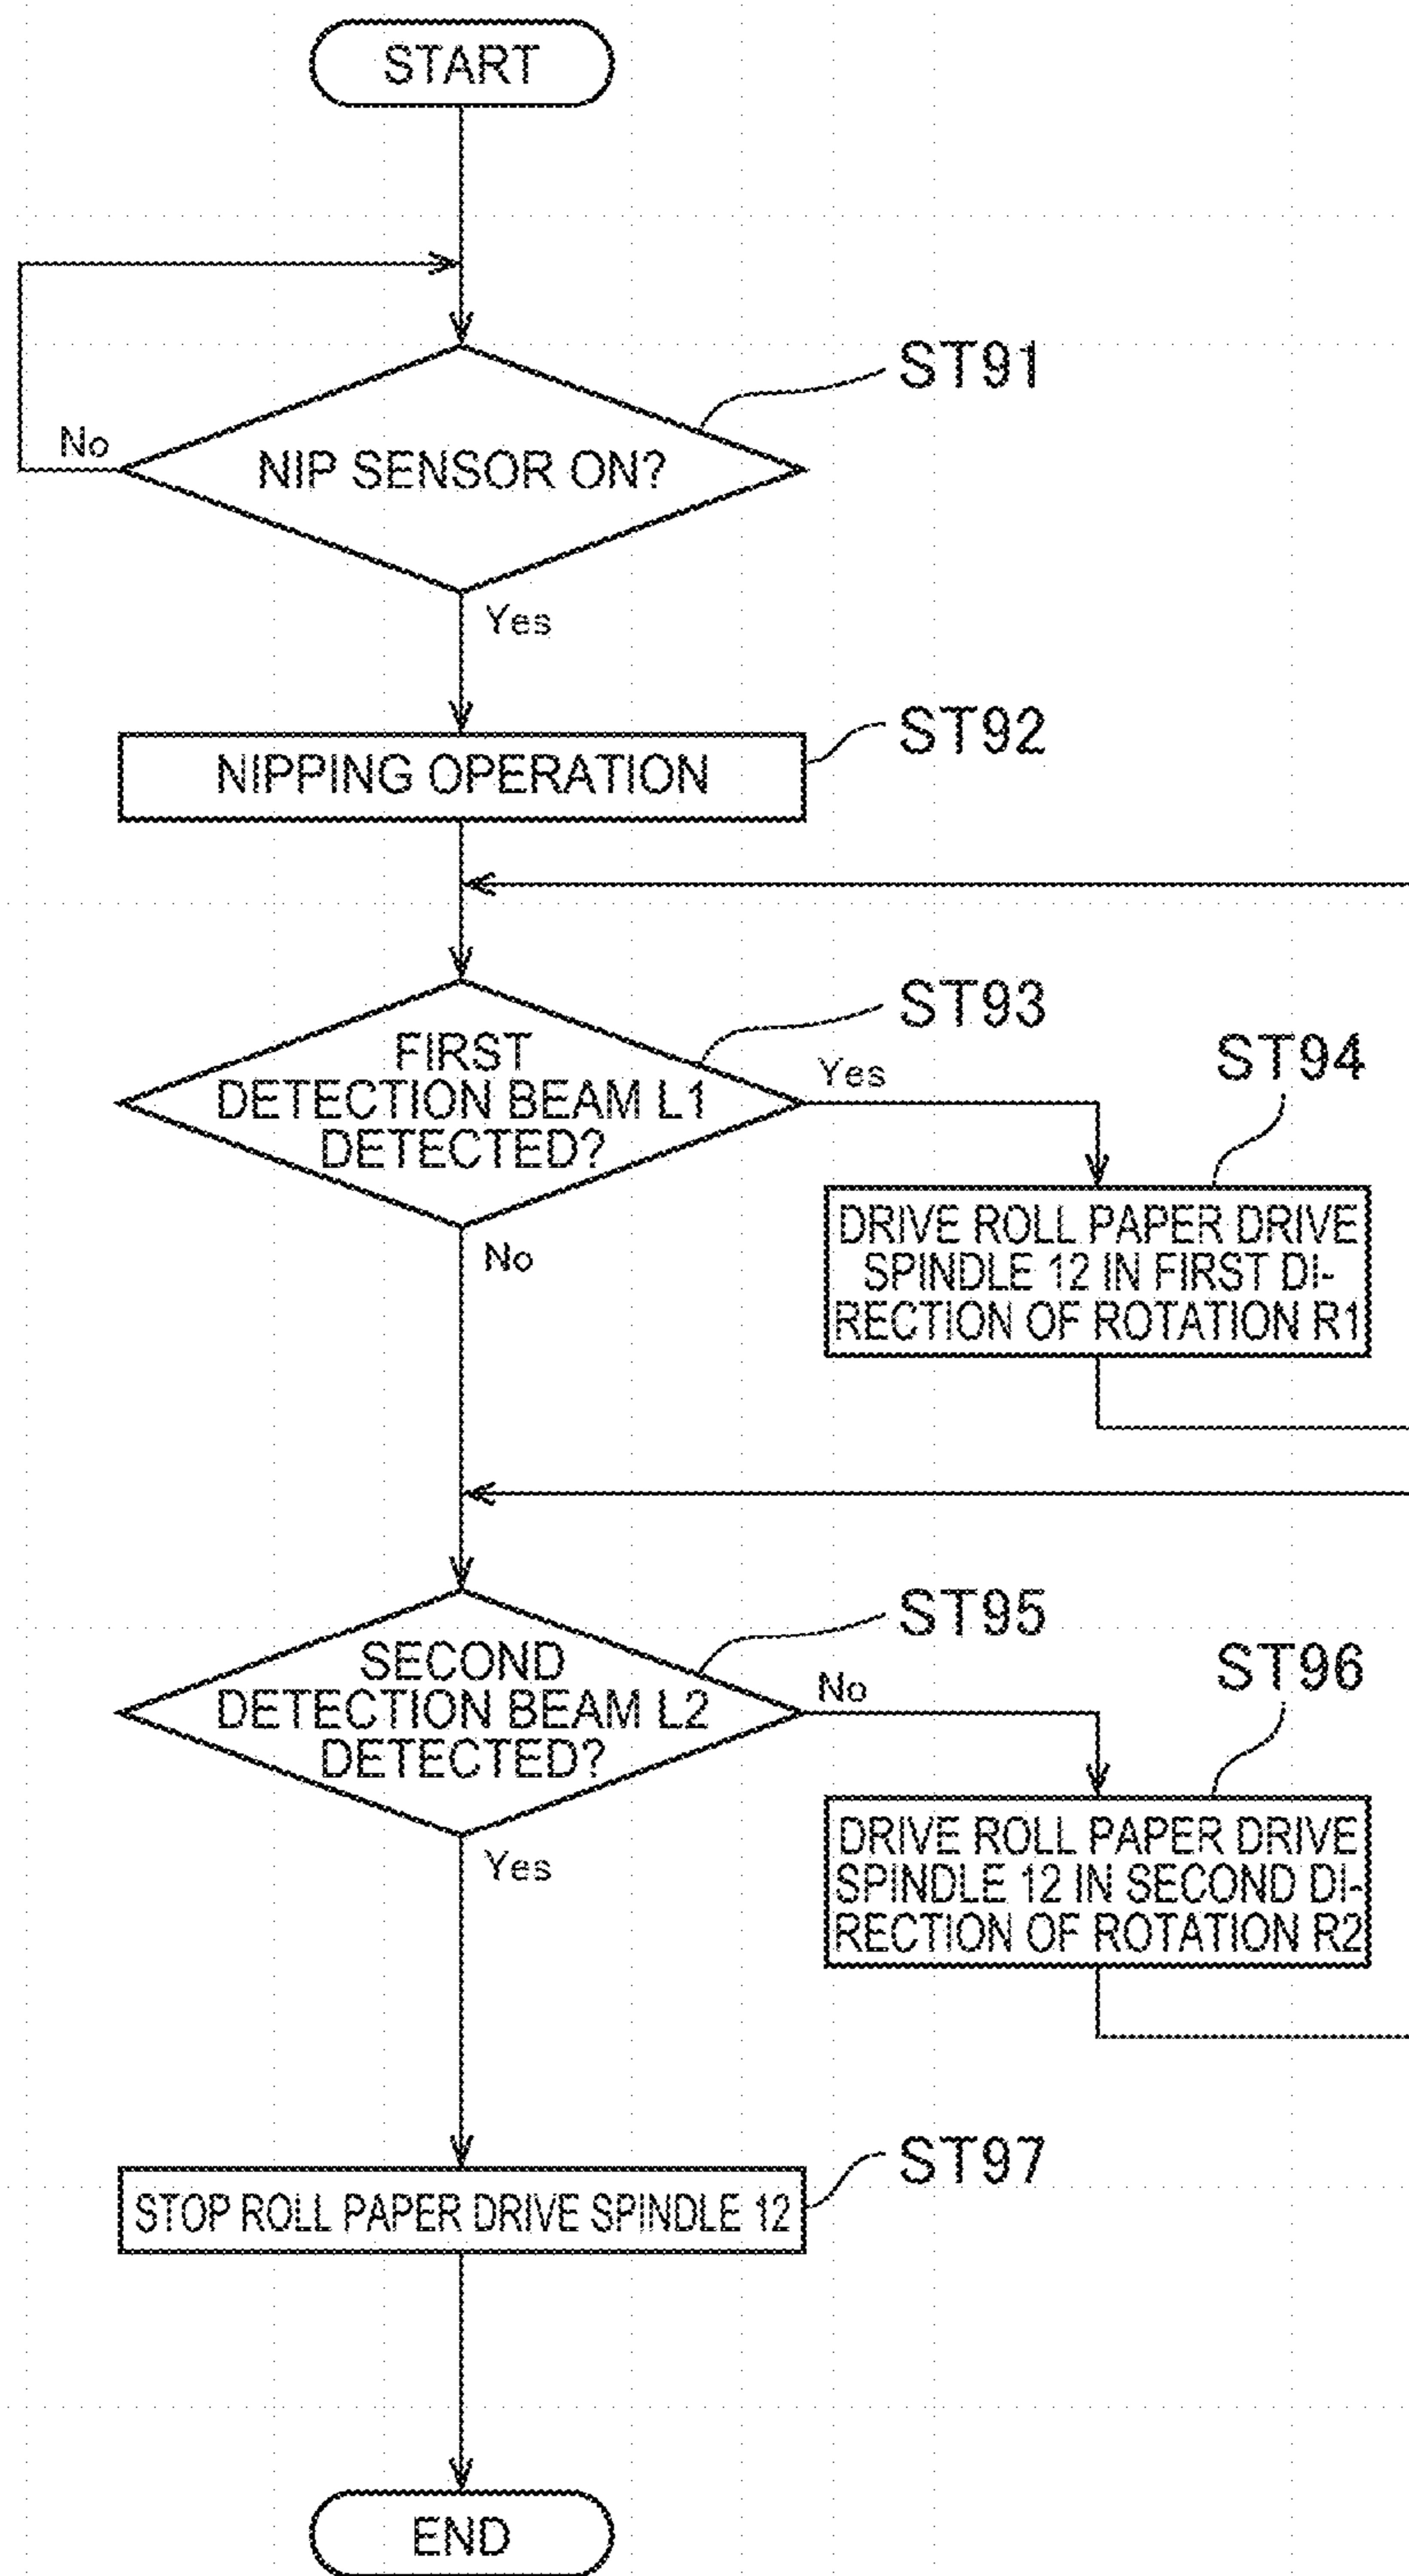 START
ST91
No
NIP SENSOR ON?
Yes
ST92
NIPPING OPERATION
ST93
FIRST
DETECTION BEAM L1
DETECTED?
Yes
No
ST94
DRIVE ROLL PAPER DRIVE
SPINDLE 12 IN FIRST DI-
RECTION OF ROTATION R1
ST95
SECOND
DETECTION BEAM L2
DETECTED?
No
Yes
ST96
DRIVE ROLL PAPER DRIVE
SPINDLE 12 IN SECOND DI-
RECTION OF ROTATION R2
ST97
STOP ROLL PAPER DRIVE SPINDLE 12
END